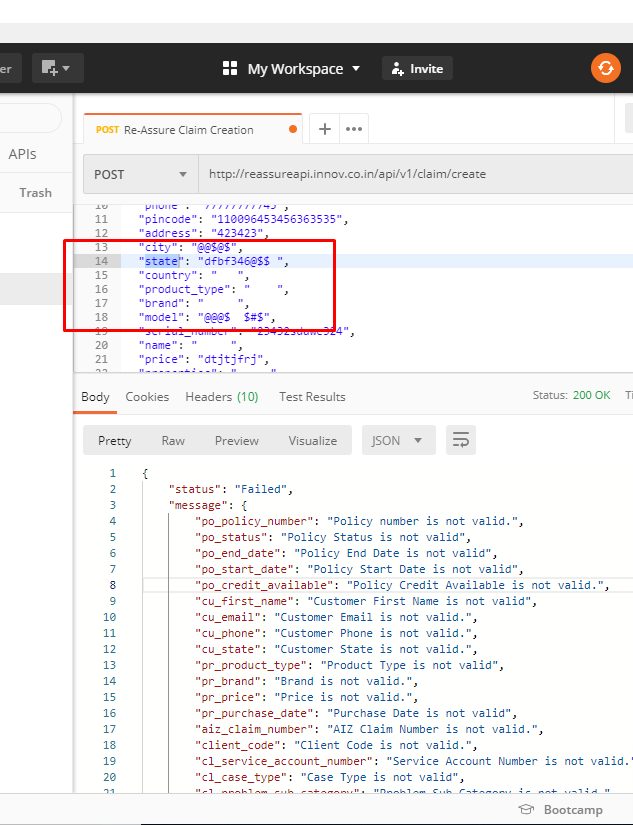 er
My Workspace
Invite
POST Re-Assure Claim Creation
APIs
POST http://reassureapi.innov.co.in/api/v1/claim/create
Trash
11 "pincode": "110096453456363535",
12 "address": "423423",
13 "city": "@@$@$",
14 "state": "dfbf346@$$ ",
15 "country": "   ",
16 "product_type": "    ",
17 "brand": "     ",
18 "model": "@@@$  $#$",
20 "name": "     ",
21 "price": "dtjtjfrj",
Body Cookies Headers (10) Test Results Status: 200 OK
Pretty Raw Preview Visualize JSON
1 {
2 "status": "Failed",
3 "message": {
4 "po_policy_number": "Policy number is not valid.",
5 "po_status": "Policy Status is not valid",
6 "po_end_date": "Policy End Date is not valid",
7 "po_start_date": "Policy Start Date is not valid",
8 "po_credit_available": "Policy Credit Available is not valid.",
9 "cu_first_name": "Customer First Name is not valid",
10 "cu_email": "Customer Email is not valid.",
11 "cu_phone": "Customer Phone is not valid.",
12 "cu_state": "Customer State is not valid.",
13 "pr_product_type": "Product Type is not valid",
14 "pr_brand": "Brand is not valid.",
15 "pr_price": "Price is not valid.",
16 "pr_purchase_date": "Purchase Date is not valid",
17 "aiz_claim_number": "AIZ Claim Number is not valid.",
18 "client_code": "Client Code is not valid.",
19 "cl_service_account_number": "Service Account Number is not valid."
20 "cl_case_type": "Case Type is not valid",
21 "cl_problem_sub_category": "Problem Sub Category is not valid.",
Bootcamp